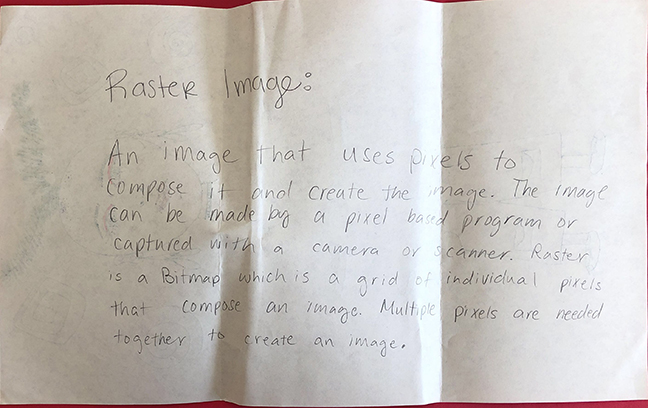 Raster Image:
An image that uses pixels to
compose it and create the image. The image
can be made by a pixel based program or
captured with a camera or scanner. Raster
is a Bitmap which is a grid of individual pixels
that compose an image. Multiple pixels are needed
together to create an image.